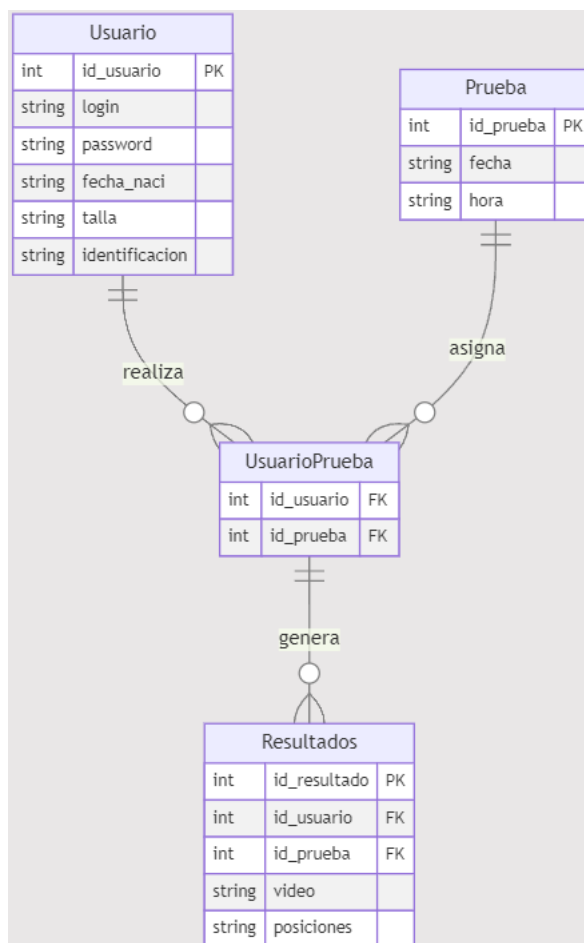 Usuario
int id_usuario PK
string login
string password
string fecha_naci
string talla
string identificacion
Prueba
int id_prueba PK
string fecha
string hora
realiza
asigna
UsuarioPrueba
int id_usuario FK
int id_prueba FK
genera
Resultados
int id_resultado PK
int id_usuario FK
int id_prueba FK
string video
string posiciones